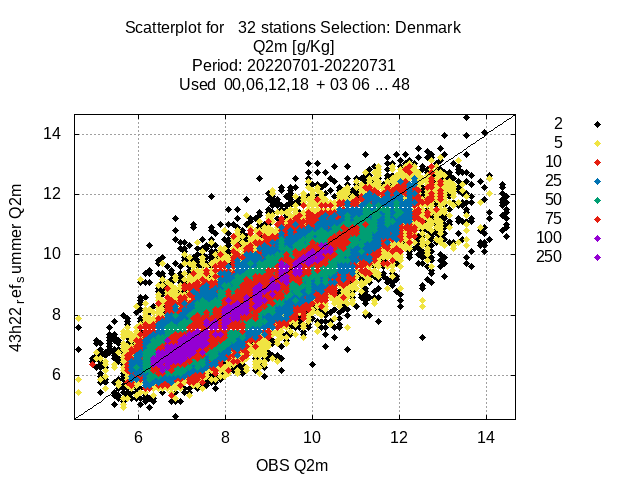 Scatterplot for 32 stations Selection: Denmark
Q2m [g/Kg]
Period: 20220701-20220731
Used 00,06,12,18 + 03 06 ... 48
14
12
10
8
6
6 8 10 12 14
43h22_ref_summer Q2m
OBS Q2m
2
5
10
25
50
75
100
250